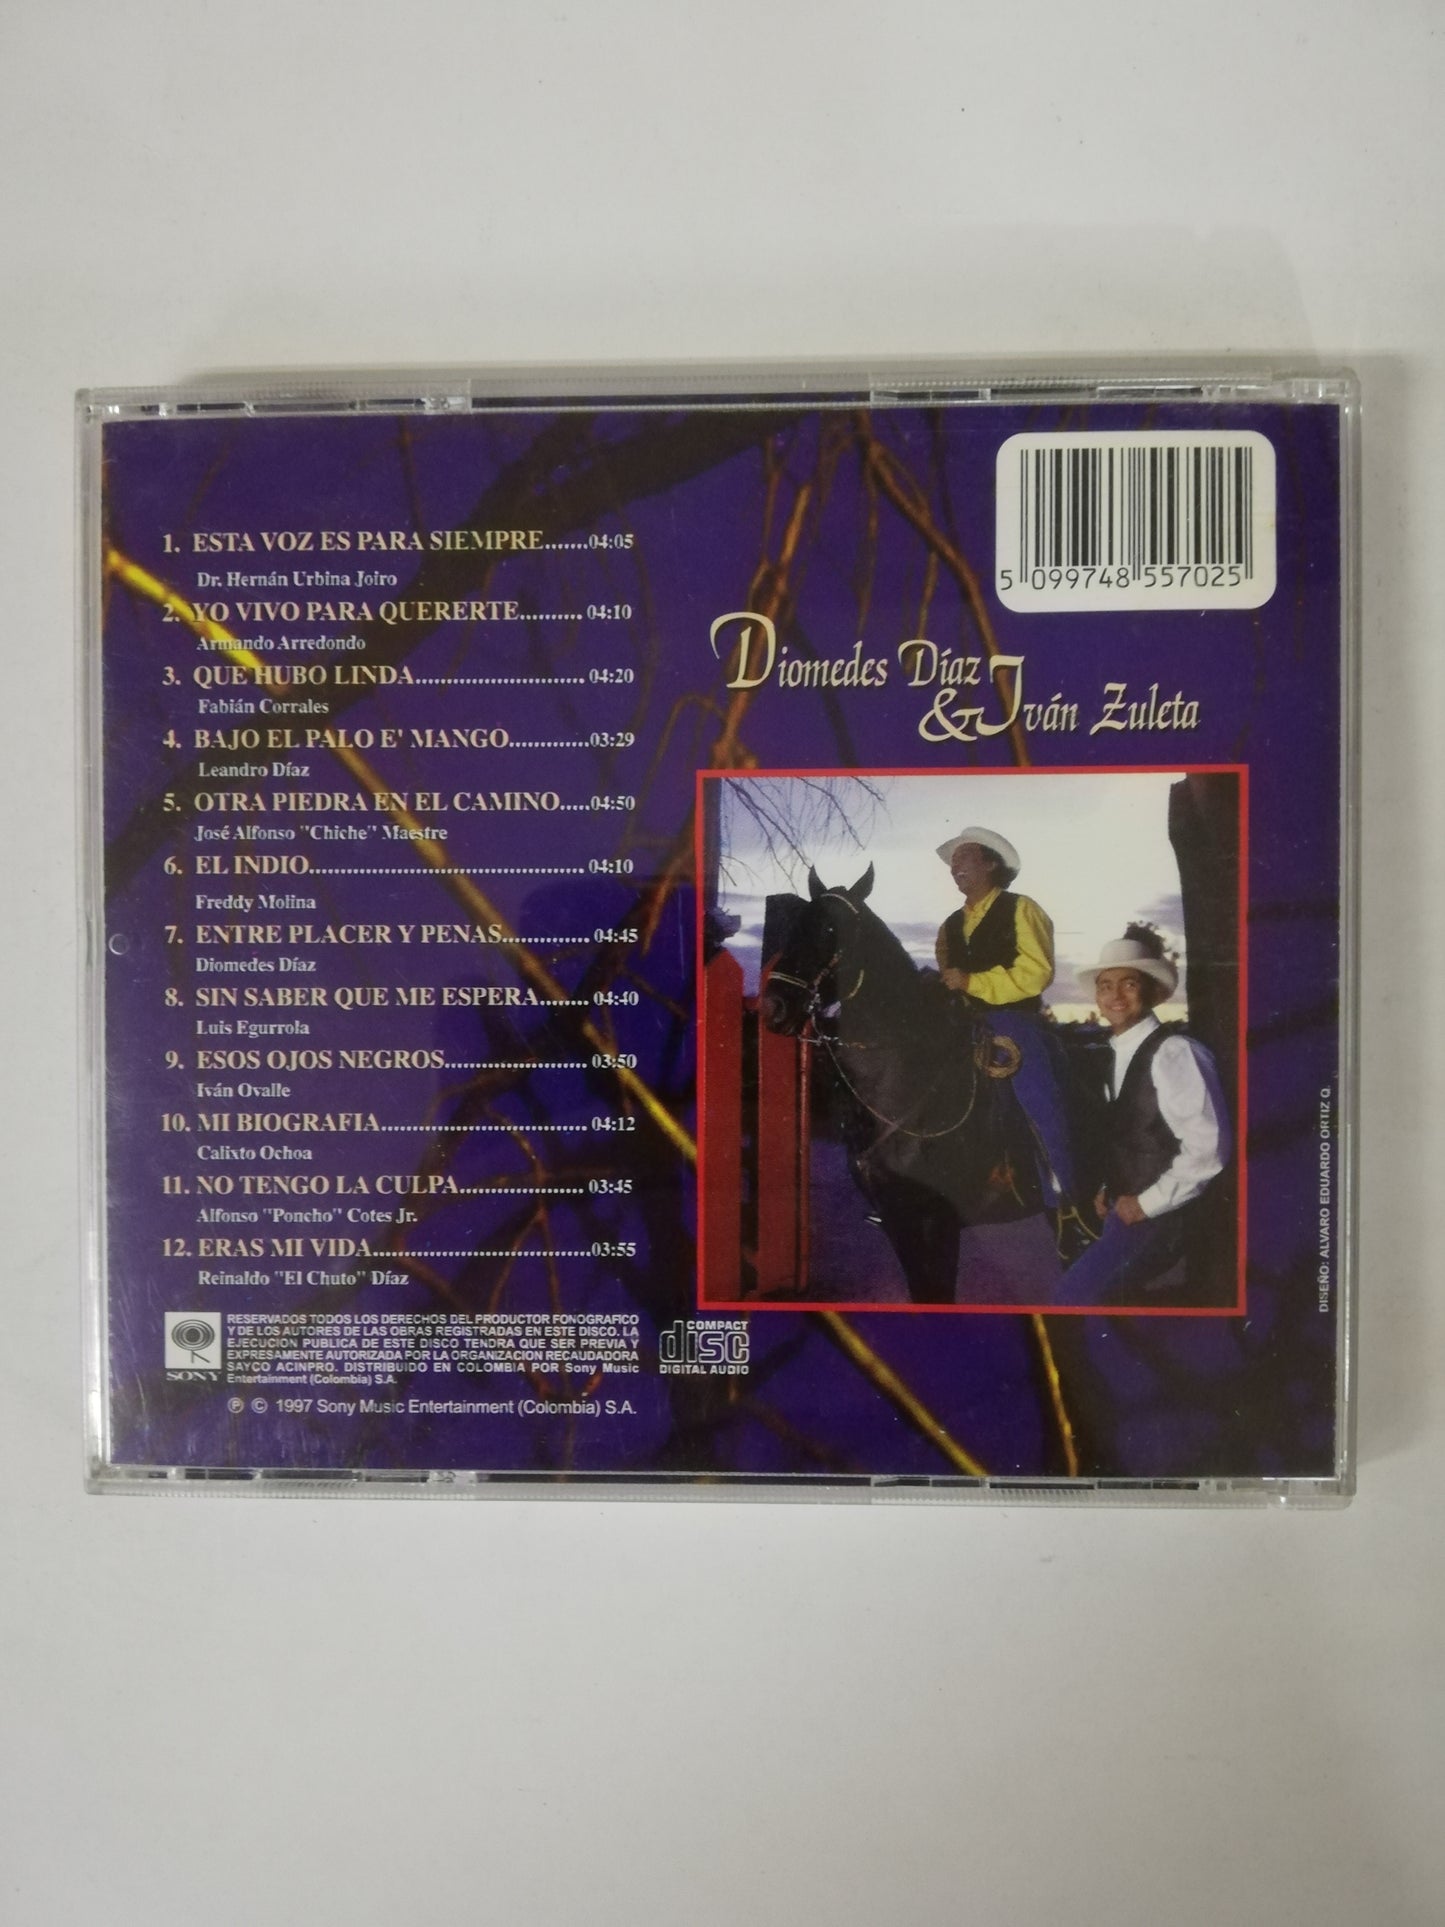 1. ESTA VOZ ES PARA SIEMPRE.......04:05
Dr. Hernán Urbina Joiro
2. YO VIVO PARA QUERERTE.......... 04:10
Armando Arredondo
3. QUE HUBO LINDA........................... 04:20
Fabián Corrales
4. BAJO EL PALO E' MANGO.............03:29
Leandro Díaz
5. OTRA PIEDRA EN EL CAMINO.....04:50
José Alfonso "Chiche" Maestre
6. EL INDIO............................................ 04:10
Freddy Molina
7. ENTRE PLACER Y PENAS.............. 04:45
Diomedes Díaz
8. SIN SABER QUE ME ESPERA........ 04:40
Luis Egurrola
9. ESOS OJOS NEGROS.......................03:50
Iván Ovalle
10. MI BIOGRAFIA................................. 04:12
Calixto Ochoa
11. NO TENGO LA CULPA.................... 03:45
Alfonso "Poncho" Cotes Jr.
12. ERAS MI VIDA...................................03:55
Reinaldo "El Chuto" Díaz
5 099748 557025
Diomedes Díaz
& Iván Zuleta
SONY
RESERVADOS TODOS LOS DERECHOS DEL PRODUCTOR FONOGRAFICO
Y DE LOS AUTORES DE LAS OBRAS REGISTRADAS EN ESTE DISCO. LA
EJECUCION PUBLICA DE ESTE DISCO TENDRA QUE SER PREVIA Y
EXPRESAMENTE AUTORIZADA POR LA ORGANIZACION RECAUDADORA
SAYCO ACINPRO. DISTRIBUIDO EN COLOMBIA POR Sony Music
Entertainment (Colombia) S.A.
℗ © 1997 Sony Music Entertainment (Colombia) S.A.
COMPACT
disc
DIGITAL AUDIO
DISEÑO: ALVARO EDUARDO ORTIZ Q.